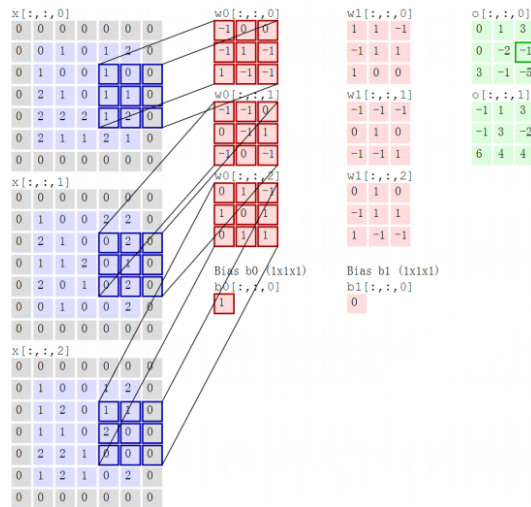 x[:,:,0]
0 0 0 0 0 0 0
0 0 1 0 1 2 0
0 1 0 0 1 0 0
0 2 1 0 1 1 0
0 2 2 2 1 2 0
0 2 1 1 2 1 0
0 0 0 0 0 0 0
x[:,:,1]
0 0 0 0 0 0 0
0 1 0 0 2 2 0
0 2 1 0 0 2 0
0 1 1 2 0 1 0
0 2 0 1 0 2 0
0 0 1 0 0 2 0
0 0 0 0 0 0 0
x[:,:,2]
0 0 0 0 0 0 0
0 1 0 0 1 2 0
0 1 2 0 1 1 0
0 1 1 0 2 0 0
0 2 2 1 0 0 0
0 1 2 1 0 2 0
0 0 0 0 0 0 0
w0[:,:,0]
-1 0 0
-1 1 -1
1 -1 -1
w0[:,:,1]
-1 -1 0
0 -1 1
-1 0 -1
w0[:,:,2]
0 1 -1
1 0 1
0 1 1
Bias b0 (1x1x1)
b0[:,:,0]
1
w1[:,:,0]
1 1 -1
-1 1 1
1 0 0
w1[:,:,1]
-1 -1 -1
0 1 0
-1 -1 1
w1[:,:,2]
0 1 0
-1 1 1
1 -1 -1
Bias b1 (1x1x1)
b1[:,:,0]
0
o[:,:,0]
0 1 3
0 -2 -1
3 -1 -5
o[:,:,1]
-1 1 3
-1 3 -2
6 4 4